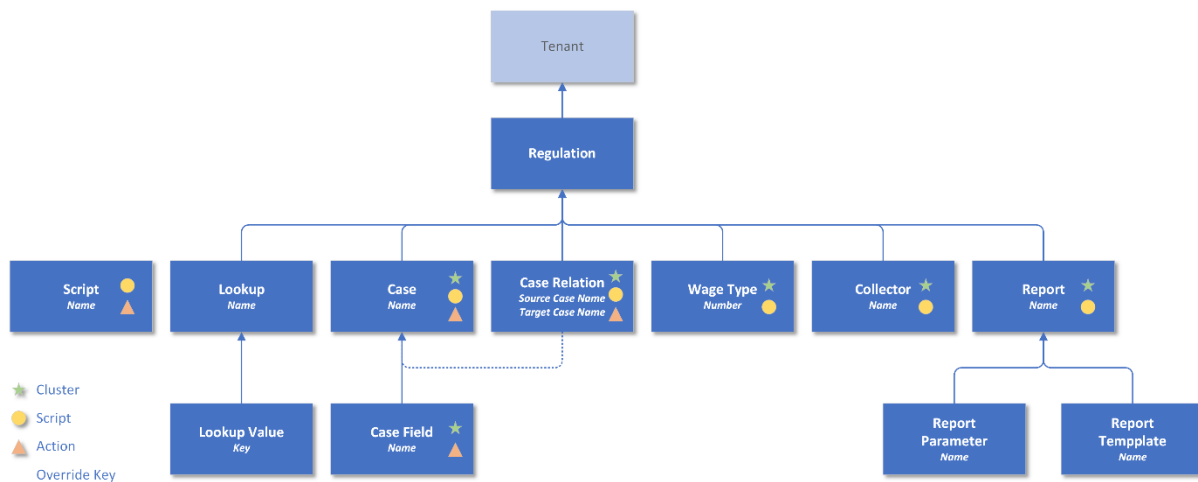 Tenant
Regulation
Script
Name
Lookup
Name
Case
Name
Case Relation
Source Case Name
Target Case Name
Wage Type
Number
Collector
Name
Report
Name
Cluster
Script
Action
Override Key
Lookup Value
Key
Case Field
Name
Report
Parameter
Name
Report
Tempplate
Name